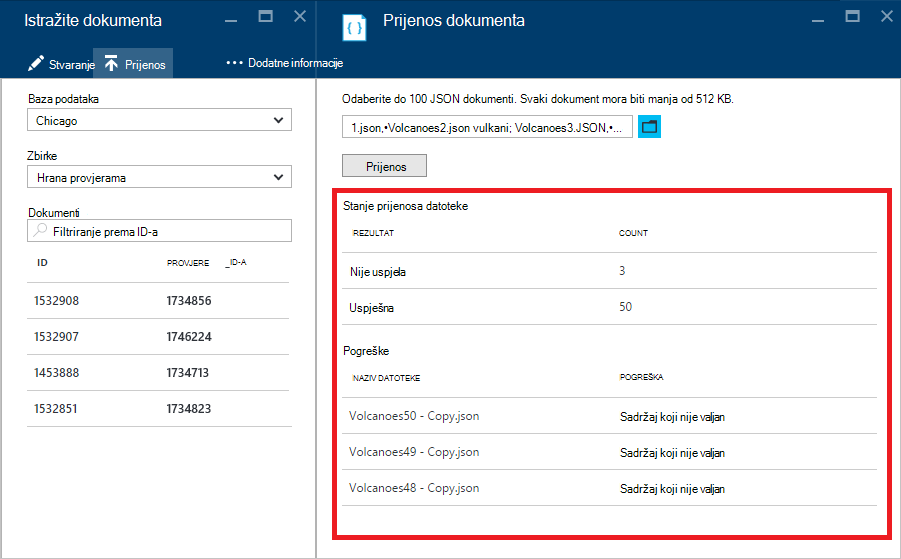 Istražite dokumenta
Stvaranje
Prijenos
Dodatne informacije
Baza podataka
Chicago
Zbirke
Hrana provjerama
Dokumenti
Filtriranje prema ID-a
ID PROVJERE _ID-A
1532908 1734856
1532907 1746224
1453888 1734713
1532851 1734823
Prijenos dokumenta
Odaberite do 100 JSON dokumenti. Svaki dokument mora biti manja od 512 KB.
1.json,•Volcanoes2.json vulkani; Volcanoes3.JSON,•...
Prijenos
Stanje prijenosa datoteke
REZULTAT COUNT
Nije uspjela 3
Uspješna 50
Pogreške
NAZIV DATOTEKE POGREŠKA
Volcanoes50 - Copy.json Sadržaj koji nije valjan
Volcanoes49 - Copy.json Sadržaj koji nije valjan
Volcanoes48 - Copy.json Sadržaj koji nije valjan